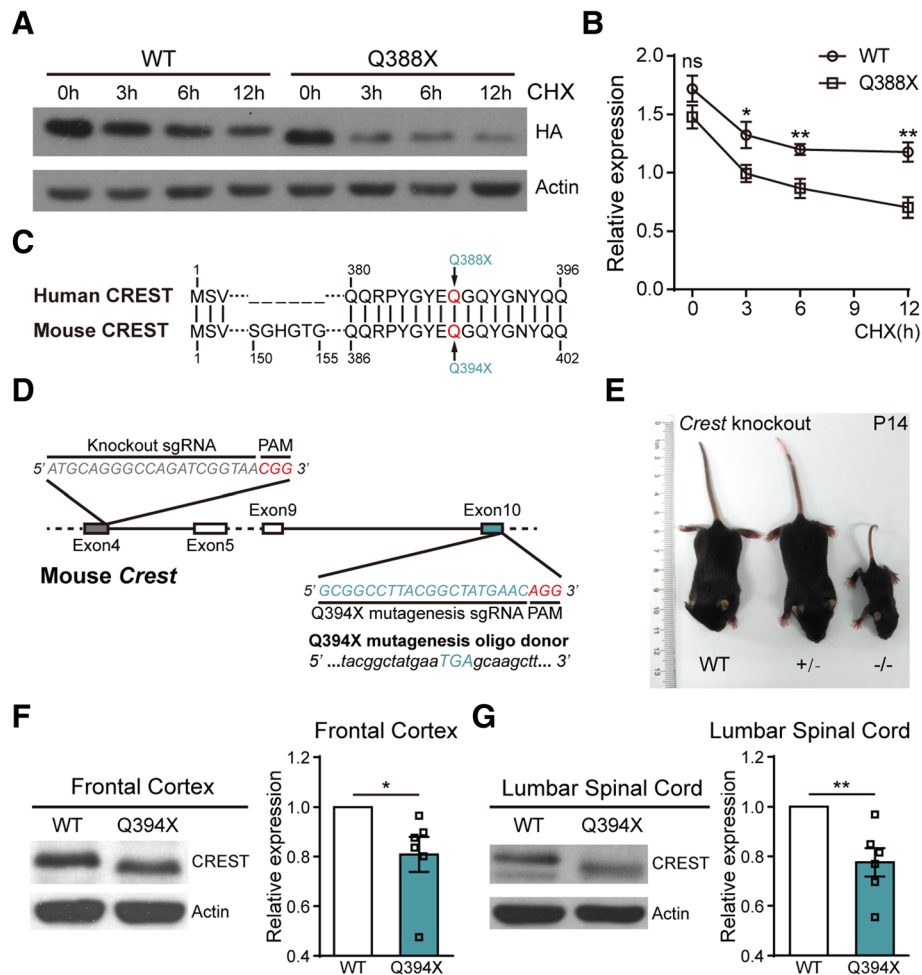 A
WT Q388X
0h 3h 6h 12h 0h 3h 6h 12h CHX
HA
Actin
B
2.0
1.5
1.0
0.5
0.0
Relative expression
ns * ** **
WT
Q388X
0 3 6 9 12
CHX(h)
C
Q388X
1 380 396
Human CREST MSV QQRPYGYEQGQYGNYQQ
Mouse CREST MSV SGHGTG QQRPYGYEQGQYGNYQQ
1 150 155 386 402
Q394X
D
Knockout sgRNA PAM
5' ATGCAGGGCCAGATCGGTAACGG 3'
Exon9 Exon10
Exon4 Exon5
Mouse Crest
5' GCGGCCTTACGGCTATGAACAGG 3'
Q394X mutagenesis sgRNA PAM
Q394X mutagenesis oligo donor
5' ...tacggctatgaaTGAgcaagctt... 3'
E
Crest knockout P14
WT +/- -/-
F
Frontal Cortex
WT Q394X
CREST
Actin
Frontal Cortex
1.2
1.0
0.8
0.6
0.4
Relative expression
*
WT Q394X
G
Lumbar Spinal Cord
WT Q394X
CREST
Actin
Lumbar Spinal Cord
1.2
1.0
0.8
0.6
0.4
Relative expression
**
WT Q394X